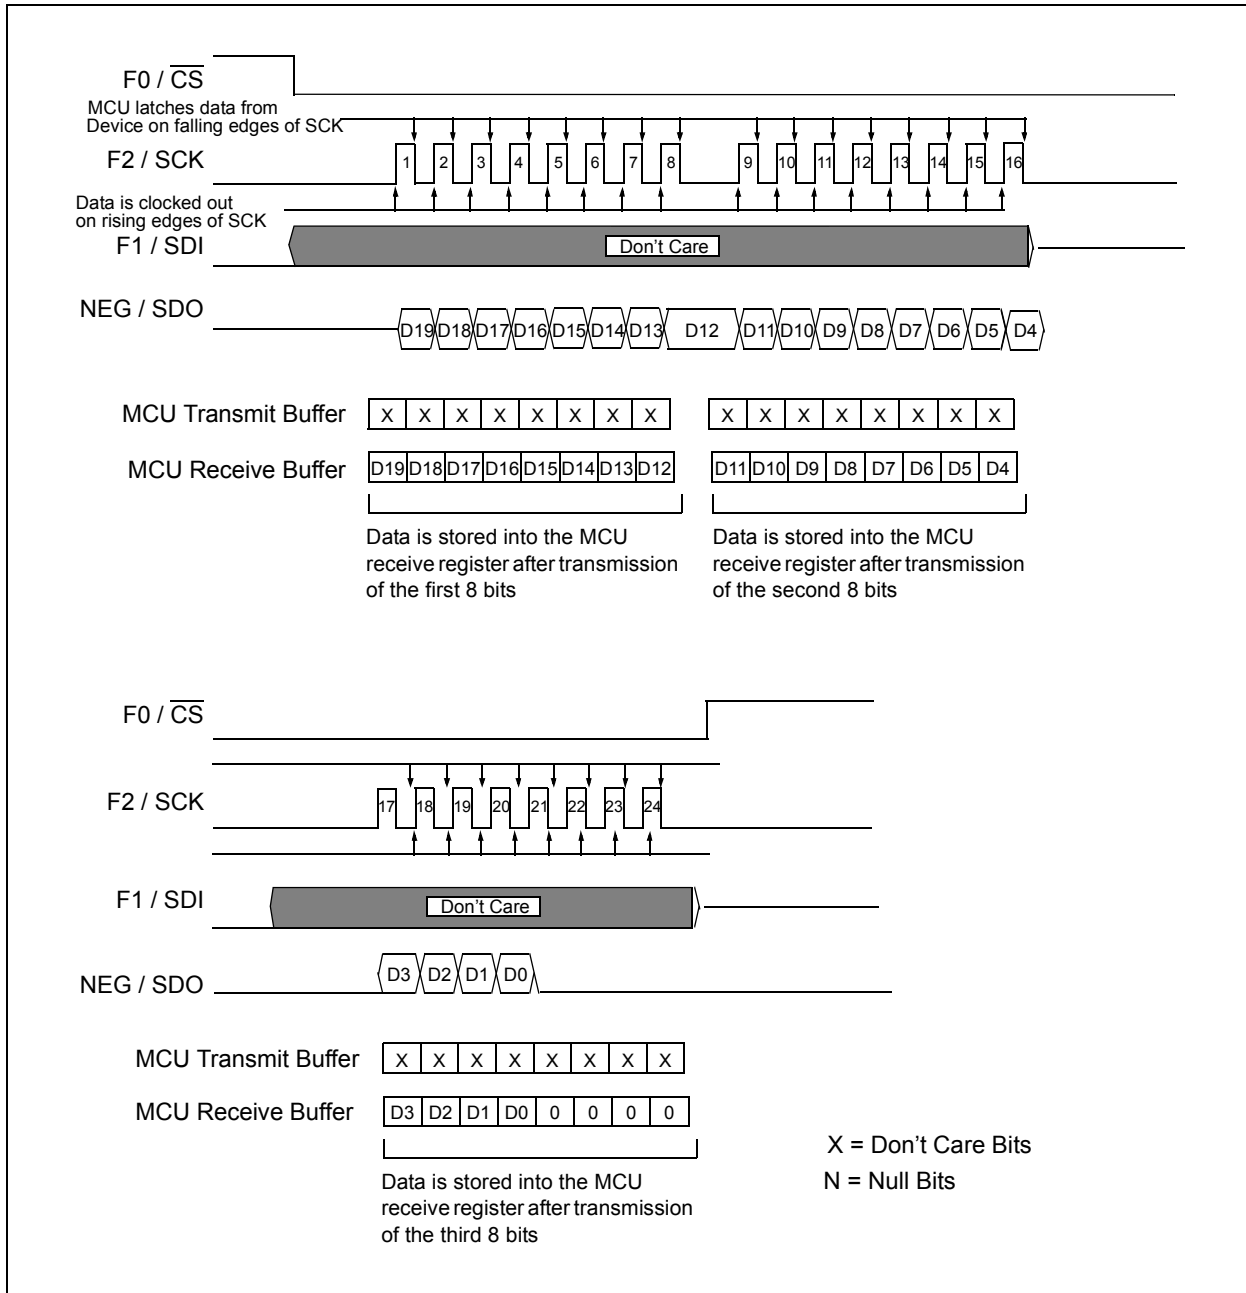 F0 / CS
MCU latches data from
Device on falling edges of SCK
F2 / SCK
1 2 3 4 5 6 7 8 9 10 11 12 13 14 15 16
Data is clocked out
on rising edges of SCK
F1 / SDI
Don't Care
NEG / SDO
D19 D18 D17 D16 D15 D14 D13 D12 D11 D10 D9 D8 D7 D6 D5 D4
MCU Transmit Buffer
X X X X X X X X X X X X X X X X
MCU Receive Buffer
D19 D18 D17 D16 D15 D14 D13 D12 D11 D10 D9 D8 D7 D6 D5 D4
Data is stored into the MCU
receive register after transmission
of the first 8 bits
Data is stored into the MCU
receive register after transmission
of the second 8 bits
F0 / CS
F2 / SCK
17 18 19 20 21 22 23 24
F1 / SDI
Don't Care
NEG / SDO
D3 D2 D1 D0
MCU Transmit Buffer
X X X X X X X X
MCU Receive Buffer
D3 D2 D1 D0 0 0 0 0
Data is stored into the MCU
receive register after transmission
of the third 8 bits
X = Don't Care Bits
N = Null Bits